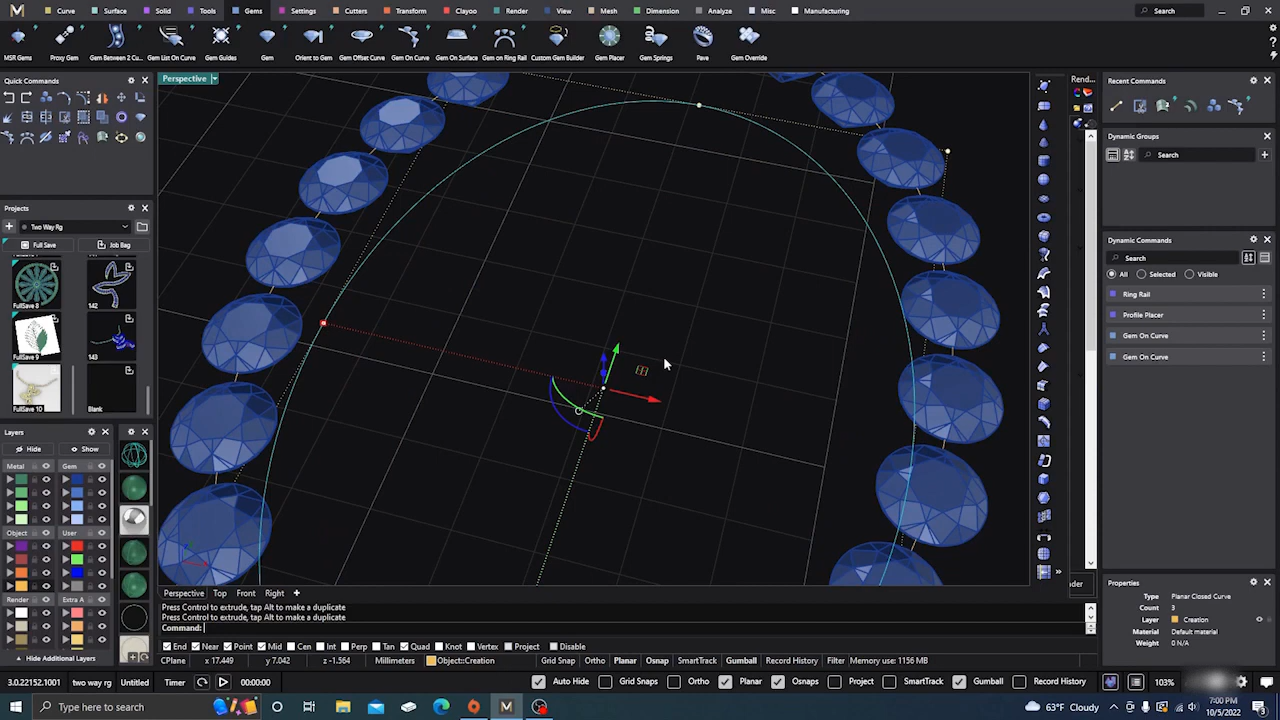 Curve Surface Solid Tools Gems Settings Cutters Transform Clayoo Render View Mesh Dimension Analyze Misc Manufacturing Search
MSR Gems Proxy Gem Gem Between 2 Cu... Gem List On Curve Gem Guides Gem Orient to Gem Gem Offset Curve Gem On Curve Gem On Surface Gem on Ring Rail Custom Gem Builder Gem Placer Gem Springs Pave Gem Override
Quick Commands
Perspective
Rend...
Recent Commands
Dynamic Groups
Search
Projects
Two Way Rg
Full Save Job Bag
FullSave 8 142
FullSave 9 143
FullSave 10 Blank
Dynamic Commands
Search
All Selected Visible
Ring Rail
Profile Placer
Gem On Curve
Gem On Curve
Layers
Hide Show
Metal Gem
Object User
Render Extra A
Hide Additional Layers
Perspective Top Front Right
Press Control to extrude, tap Alt to make a duplicate
Press Control to extrude, tap Alt to make a duplicate
Command:
End Near Point Mid Cen Int Perp Tan Quad Knot Vertex Project Disable
CPlane x 17.449 y 7.042 z -1.564 Millimeters Object::Creation Grid Snap Ortho Planar Osnap SmartTrack Gumball Record History Filter Memory use: 1156 MB
Properties
Type Planar Closed Curve
Count 3
Layer Creation
Material Default material
Weight 0 N/A
3.0.22152.1001 two way rg Untitled Timer 00:00:00 Auto Hide Grid Snaps Ortho Planar Osnaps Project SmartTrack Gumball Record History 103%
Type here to search
63°F Cloudy
7:00 PM
10/5/2022